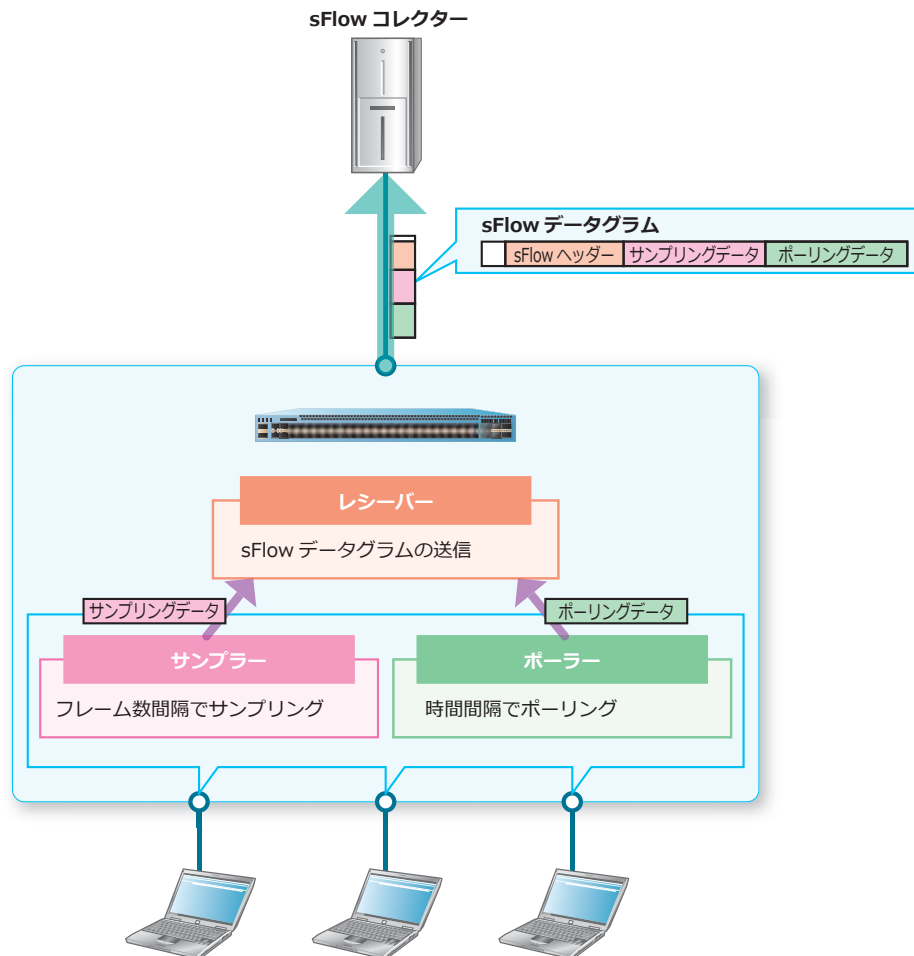 sFlow コレクター
sFlow データグラム
sFlow ヘッダー サンプリングデータ ポーリングデータ
レシーバー
sFlow データグラムの送信
サンプリングデータ ポーリングデータ
サンプラー ポーラー
フレーム数間隔でサンプリング 時間間隔でポーリング